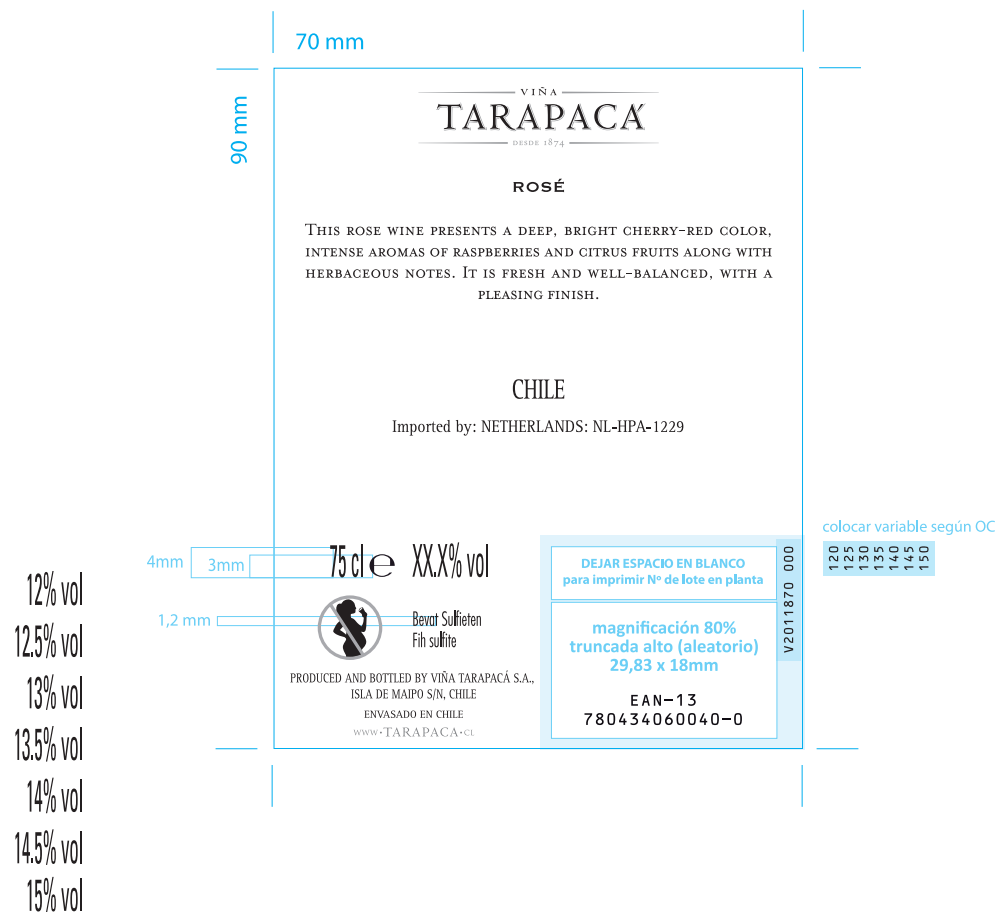 70 mm
90 mm
VIÑA
TARAPACÁ
DESDE 1874
ROSÉ
THIS ROSE WINE PRESENTS A DEEP, BRIGHT CHERRY-RED COLOR,
INTENSE AROMAS OF RASPBERRIES AND CITRUS FRUITS ALONG WITH
HERBACEOUS NOTES. IT IS FRESH AND WELL-BALANCED, WITH A
PLEASING FINISH.
CHILE
Imported by: NETHERLANDS: NL-HPA-1229
colocar variable según OC
120
125
130
135
140
145
150
4mm
3mm
75 cl e XX.X% vol
1,2 mm
Bevat Sulfieten
Fih sulfite
PRODUCED AND BOTTLED BY VIÑA TARAPACÁ S.A.,
ISLA DE MAIPO S/N, CHILE
ENVASADO EN CHILE
WWW·TARAPACA·CL
DEJAR ESPACIO EN BLANCO
para imprimir Nº de lote en planta
V2011870 000
magnificación 80%
truncada alto (aleatorio)
29,83 x 18mm
EAN-13
780434060040-0
12% vol
12.5% vol
13% vol
13.5% vol
14% vol
14.5% vol
15% vol